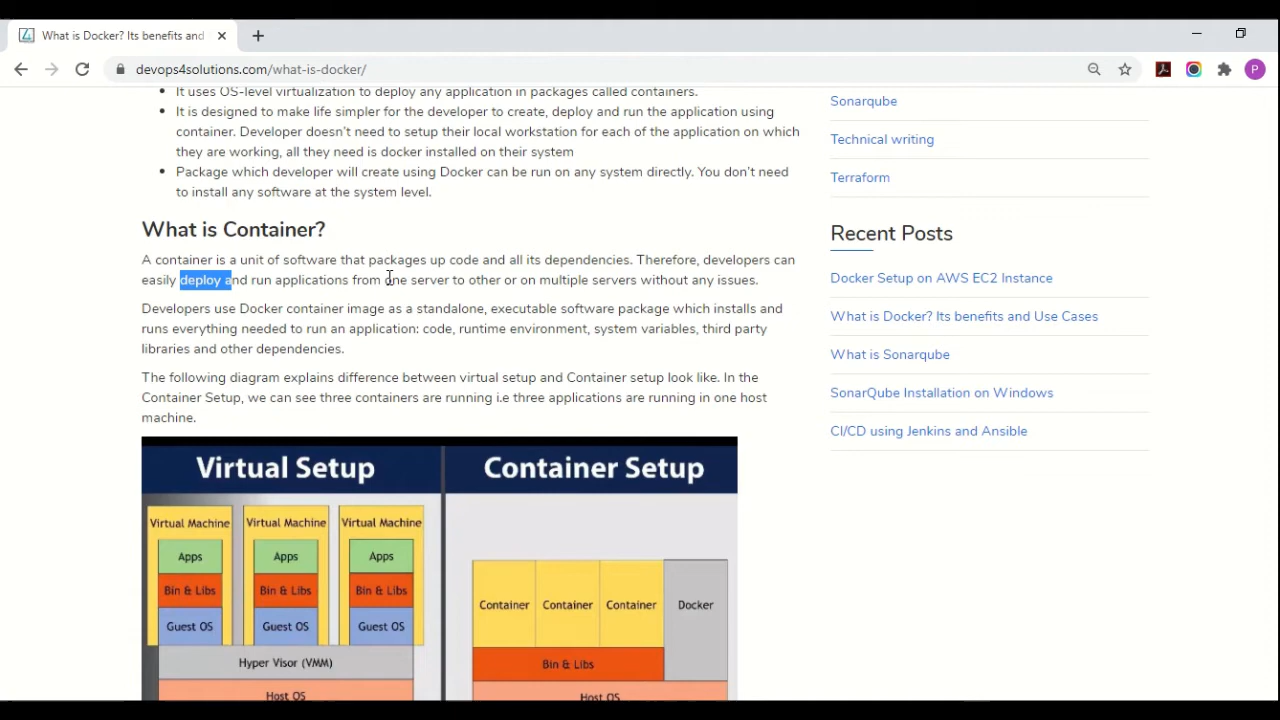 What is Docker? Its benefits and
devops4solutions.com/what-is-docker/
P
It uses OS-level virtualization to deploy any application in packages called containers.
It is designed to make life simpler for the developer to create, deploy and run the application using
container. Developer doesn't need to setup their local workstation for each of the application on which
they are working, all they need is docker installed on their system
Package which developer will create using Docker can be run on any system directly. You don't need
to install any software at the system level.
What is Container?
A container is a unit of software that packages up code and all its dependencies. Therefore, developers can
easily deploy and run applications from one server to other or on multiple servers without any issues.
Developers use Docker container image as a standalone, executable software package which installs and
runs everything needed to run an application: code, runtime environment, system variables, third party
libraries and other dependencies.
The following diagram explains difference between virtual setup and Container setup look like. In the
Container Setup, we can see three containers are running i.e three applications are running in one host
machine.
Virtual Setup
Virtual Machine Virtual Machine Virtual Machine
Apps Apps Apps
Bin & Libs Bin & Libs Bin & Libs
Guest OS Guest OS Guest OS
Hyper Visor (VMM)
Host OS
Container Setup
Container Container Container Docker
Bin & Libs
Host OS
Sonarqube
Technical writing
Terraform
Recent Posts
Docker Setup on AWS EC2 Instance
What is Docker? Its benefits and Use Cases
What is Sonarqube
SonarQube Installation on Windows
CI/CD using Jenkins and Ansible